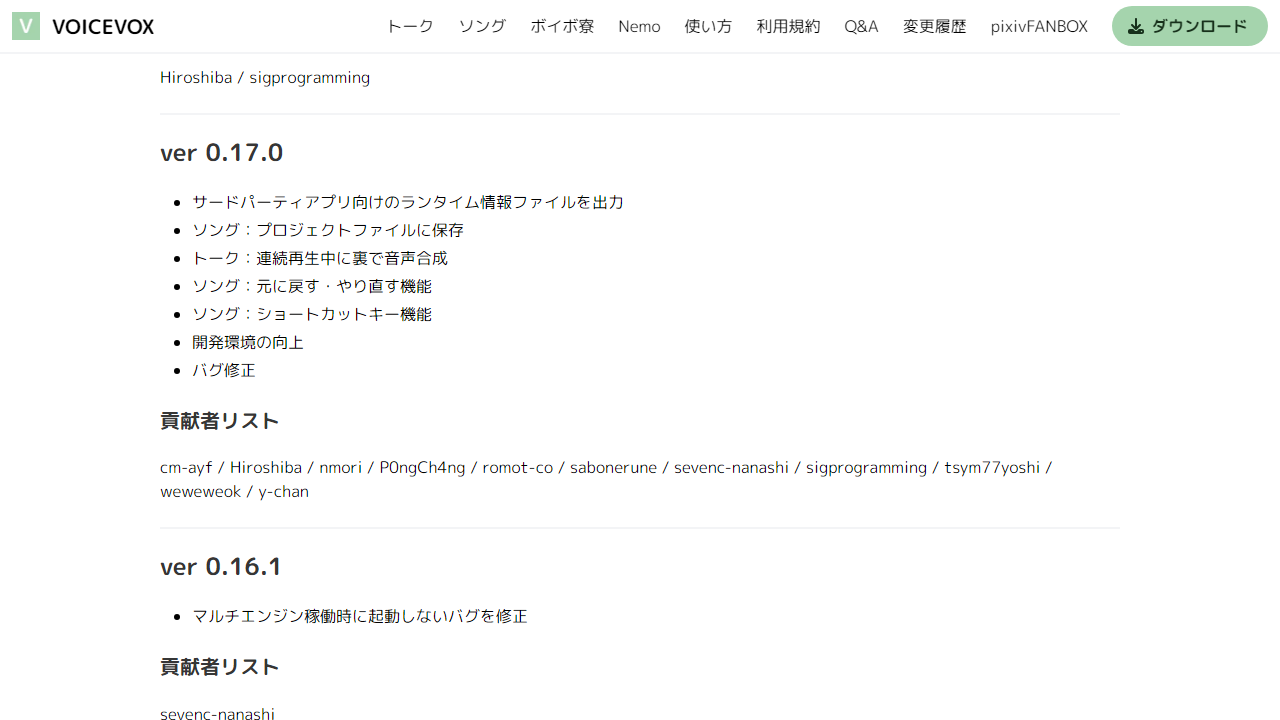 V VOICEVOX トーク ソング ボイボ寮 Nemo 使い方 利用規約 Q&A 変更履歴 pixivFANBOX ダウンロード
Hiroshiba / sigprogramming
ver 0.17.0
サードパーティアプリ向けのランタイム情報ファイルを出力
ソング：プロジェクトファイルに保存
トーク：連続再生中に裏で音声合成
ソング：元に戻す・やり直す機能
ソング：ショートカットキー機能
開発環境の向上
バグ修正
貢献者リスト
cm-ayf / Hiroshiba / nmori / P0ngCh4ng / romot-co / sabonerune / sevenc-nanashi / sigprogramming / tsym77yoshi /
weweweok / y-chan
ver 0.16.1
マルチエンジン稼働時に起動しないバグを修正
貢献者リスト
sevenc-nanashi